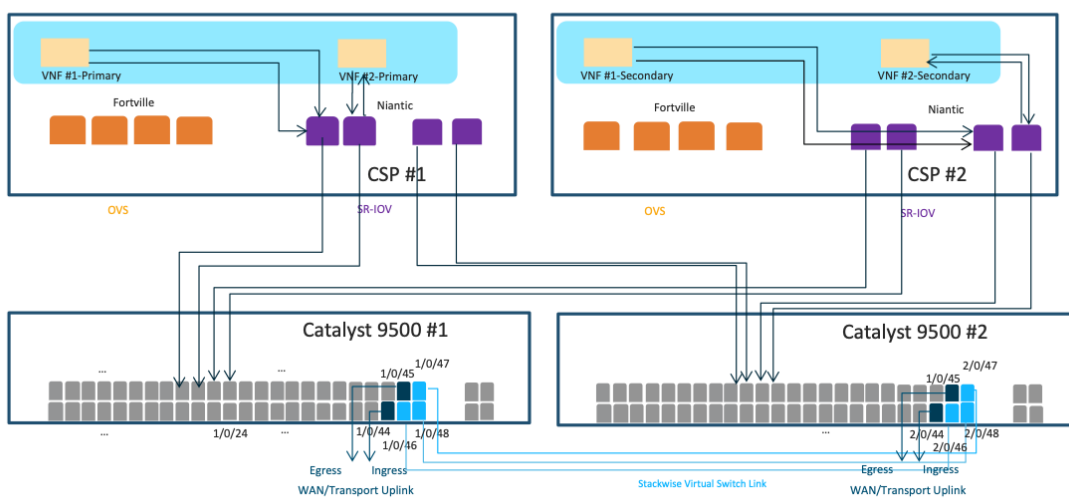 VNF #1-Primary
VNF #2-Primary
Fortville
Niantic
CSP #1
OVS
SR-IOV
VNF #1-Secondary
VNF #2-Secondary
Fortville
Niantic
CSP #2
OVS
SR-IOV
Catalyst 9500 #1
...
...
1/0/45
1/0/47
...
1/0/24
...
1/0/44
1/0/46
1/0/48
Egress
Ingress
WAN/Transport Uplink
Stackwise Virtual Switch Link
Catalyst 9500 #2
1/0/45
2/0/47
...
2/0/44
2/0/46
2/0/48
Egress
Ingress
WAN/Transport Uplink